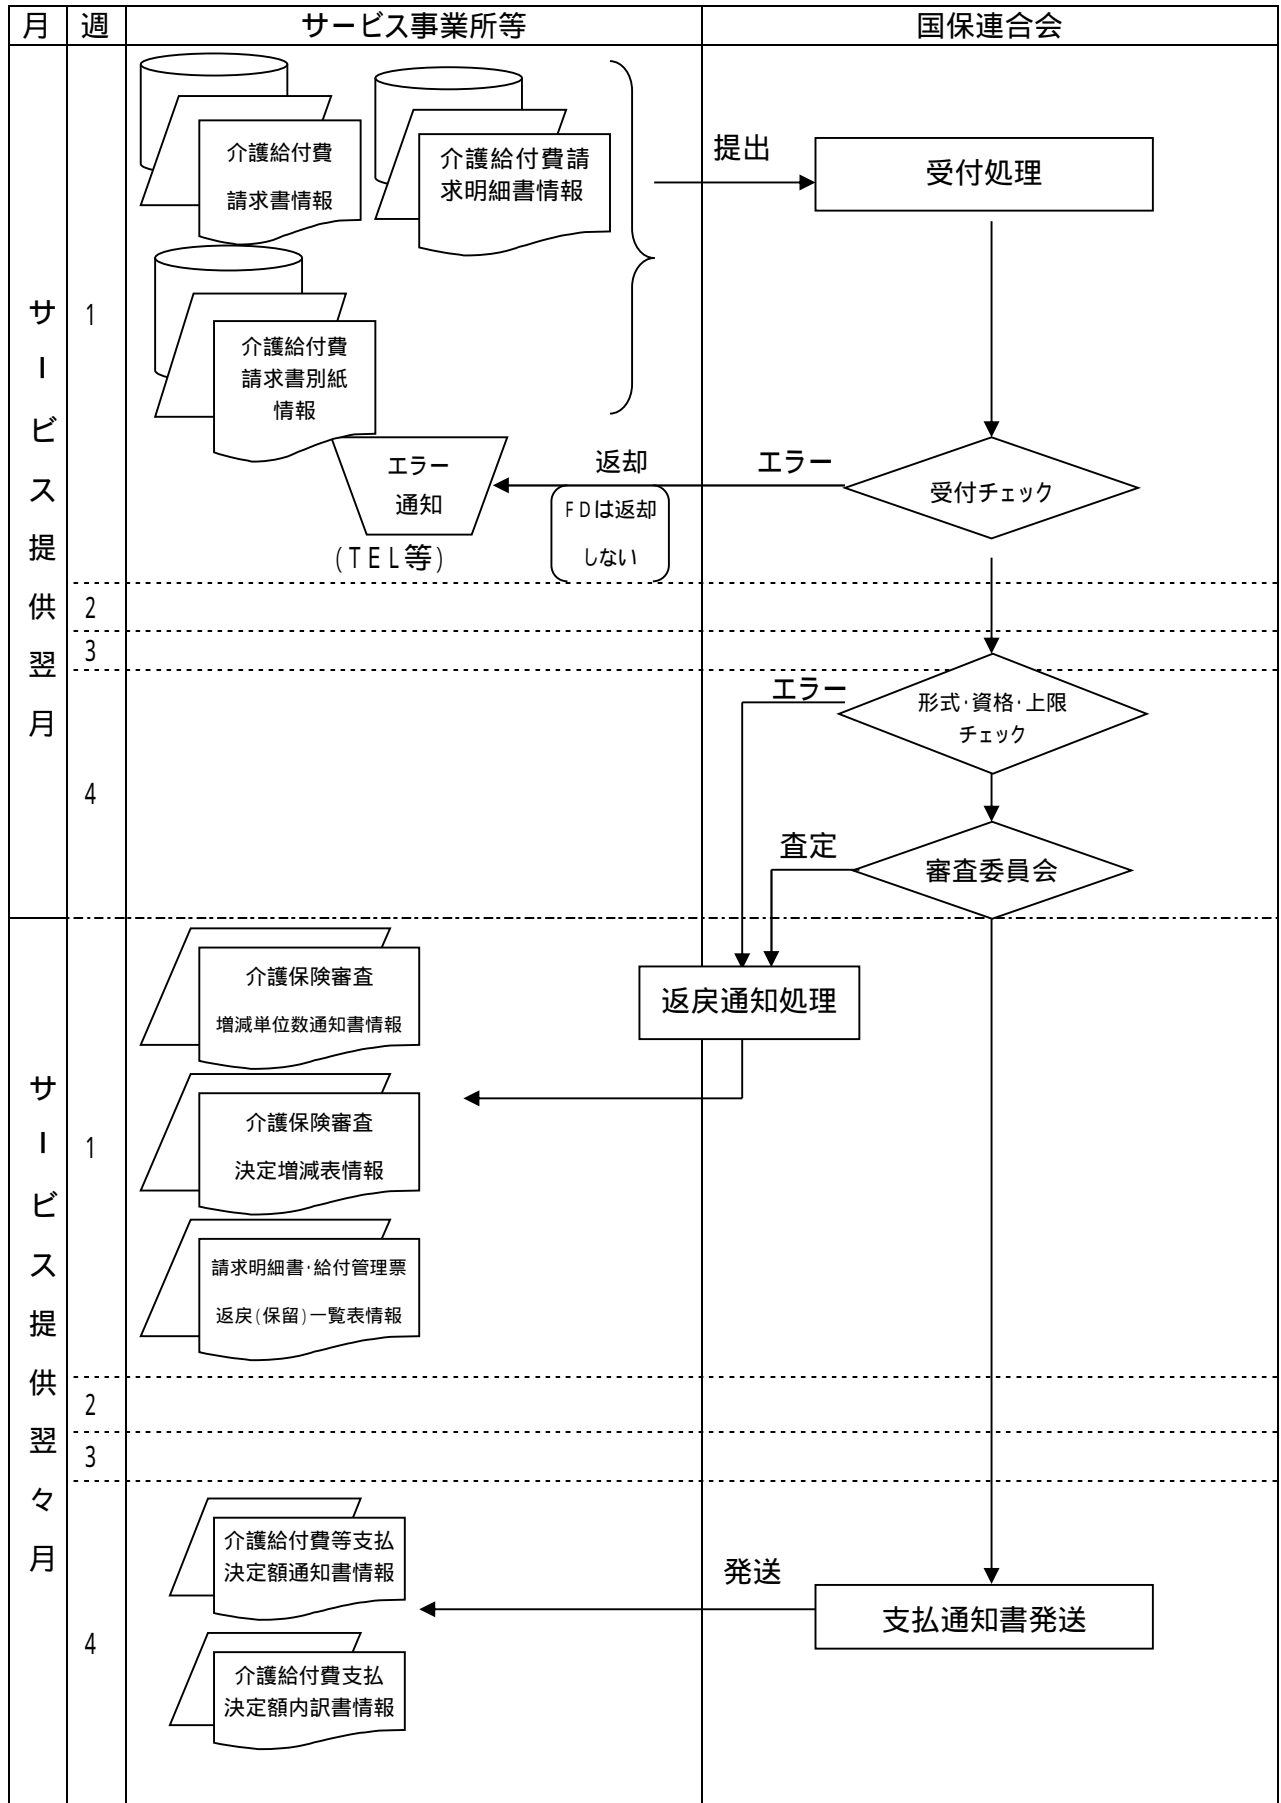 月 週 サービス事業所等 国保連合会
サービス提供翌月
1
介護給付費
請求書情報
介護給付費請
求明細書情報
提出
受付処理
介護給付費
請求書別紙
情報
エラー
通知
(TEL等)
返却
エラー
FDは返却
しない
受付チェック
2
3
4
エラー
形式・資格・上限
チェック
査定
審査委員会
サービス提供翌々月
1
介護保険審査
増減単位数通知書情報
返戻通知処理
介護保険審査
決定増減表情報
請求明細書・給付管理票
返戻(保留)一覧表情報
2
3
4
介護給付費等支払
決定額通知書情報
発送
支払通知書発送
介護給付費支払
決定額内訳書情報